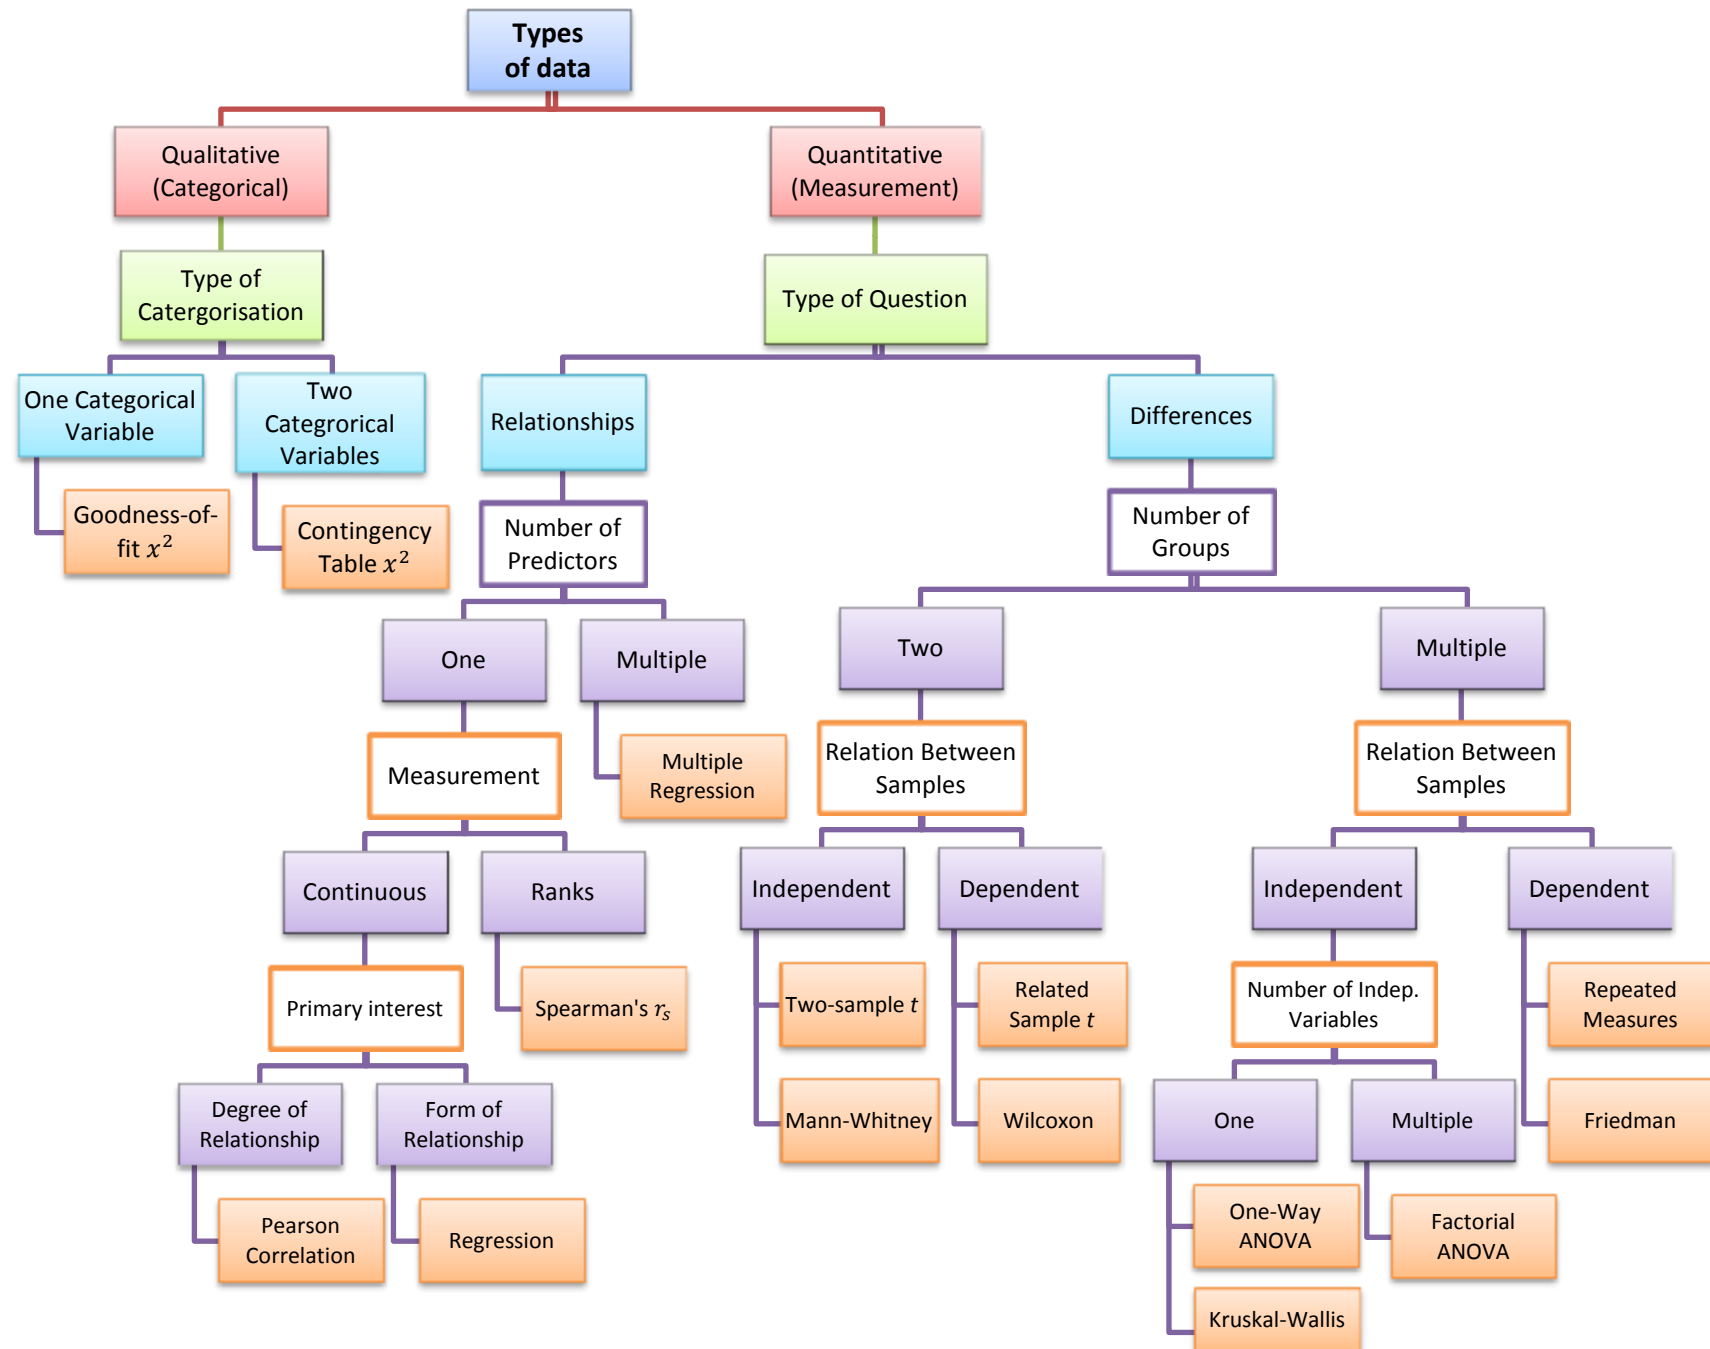 Types
of data
Qualitative
(Categorical)
Quantitative
(Measurement)
Type of
Catergorisation
Type of Question
One Categorical
Variable
Two
Categrorical
Variables
Relationships
Differences
Goodness-of-
fit x²
Contingency
Table x²
Number of
Predictors
Number of
Groups
One
Multiple
Two
Multiple
Measurement
Multiple
Regression
Relation Between
Samples
Relation Between
Samples
Continuous
Ranks
Independent
Dependent
Independent
Dependent
Primary interest
Spearman's rₛ
Two-sample t
Related
Sample t
Number of Indep.
Variables
Repeated
Measures
Degree of
Relationship
Form of
Relationship
Mann-Whitney
Wilcoxon
One
Multiple
Friedman
Pearson
Correlation
Regression
One-Way
ANOVA
Factorial
ANOVA
Kruskal-Wallis